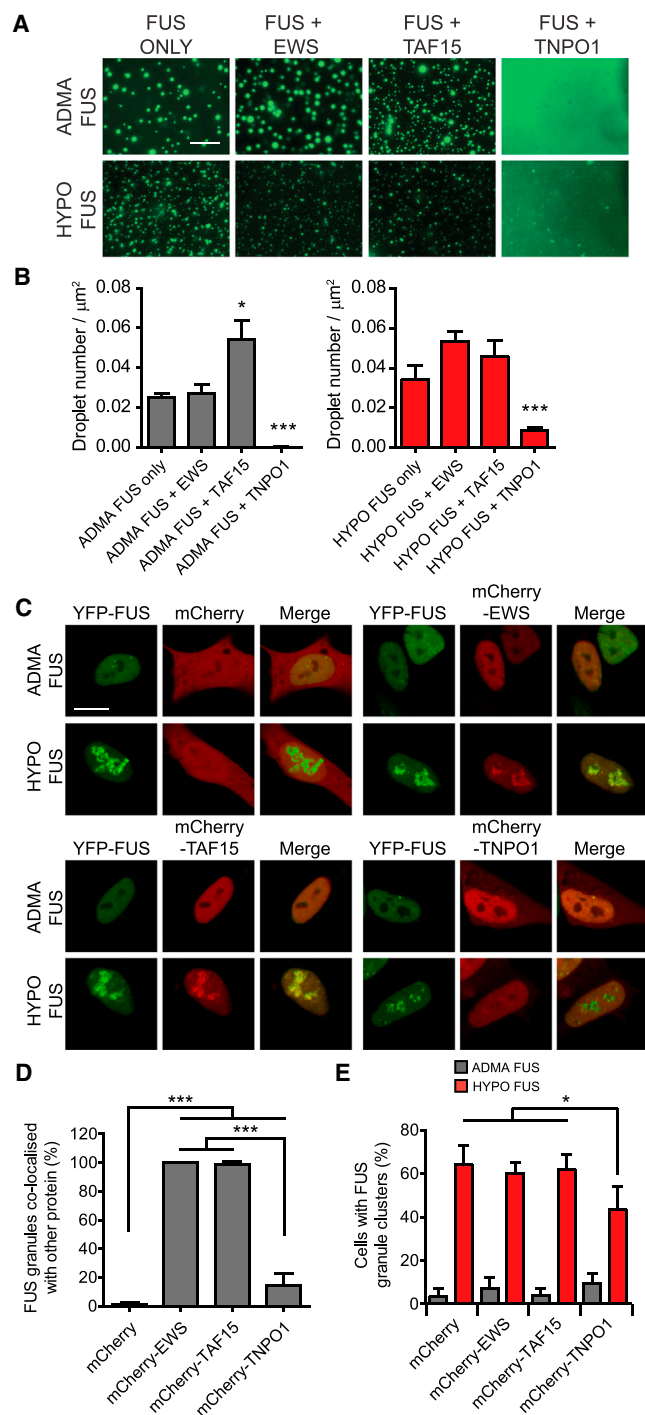 A
FUS ONLY
FUS + EWS
FUS + TAF15
FUS + TNPO1
ADMA FUS
HYPO FUS
B
Droplet number / μm²
0.08
0.06
0.04
0.02
0.00
*
***
ADMA FUS only
ADMA FUS + EWS
ADMA FUS + TAF15
ADMA FUS + TNPO1
Droplet number / μm²
0.08
0.06
0.04
0.02
0.00
***
HYPO FUS only
HYPO FUS + EWS
HYPO FUS + TAF15
HYPO FUS + TNPO1
C
YFP-FUS
mCherry
Merge
YFP-FUS
mCherry -EWS
Merge
ADMA FUS
HYPO FUS
YFP-FUS
mCherry -TAF15
Merge
YFP-FUS
mCherry -TNPO1
Merge
ADMA FUS
HYPO FUS
D
FUS granules co-localised with other protein (%)
120
100
80
60
40
20
0
***
***
mCherry
mCherry-EWS
mCherry-TAF15
mCherry-TNPO1
E
ADMA FUS
HYPO FUS
Cells with FUS granule clusters (%)
80
60
40
20
0
*
mCherry
mCherry-EWS
mCherry-TAF15
mCherry-TNPO1